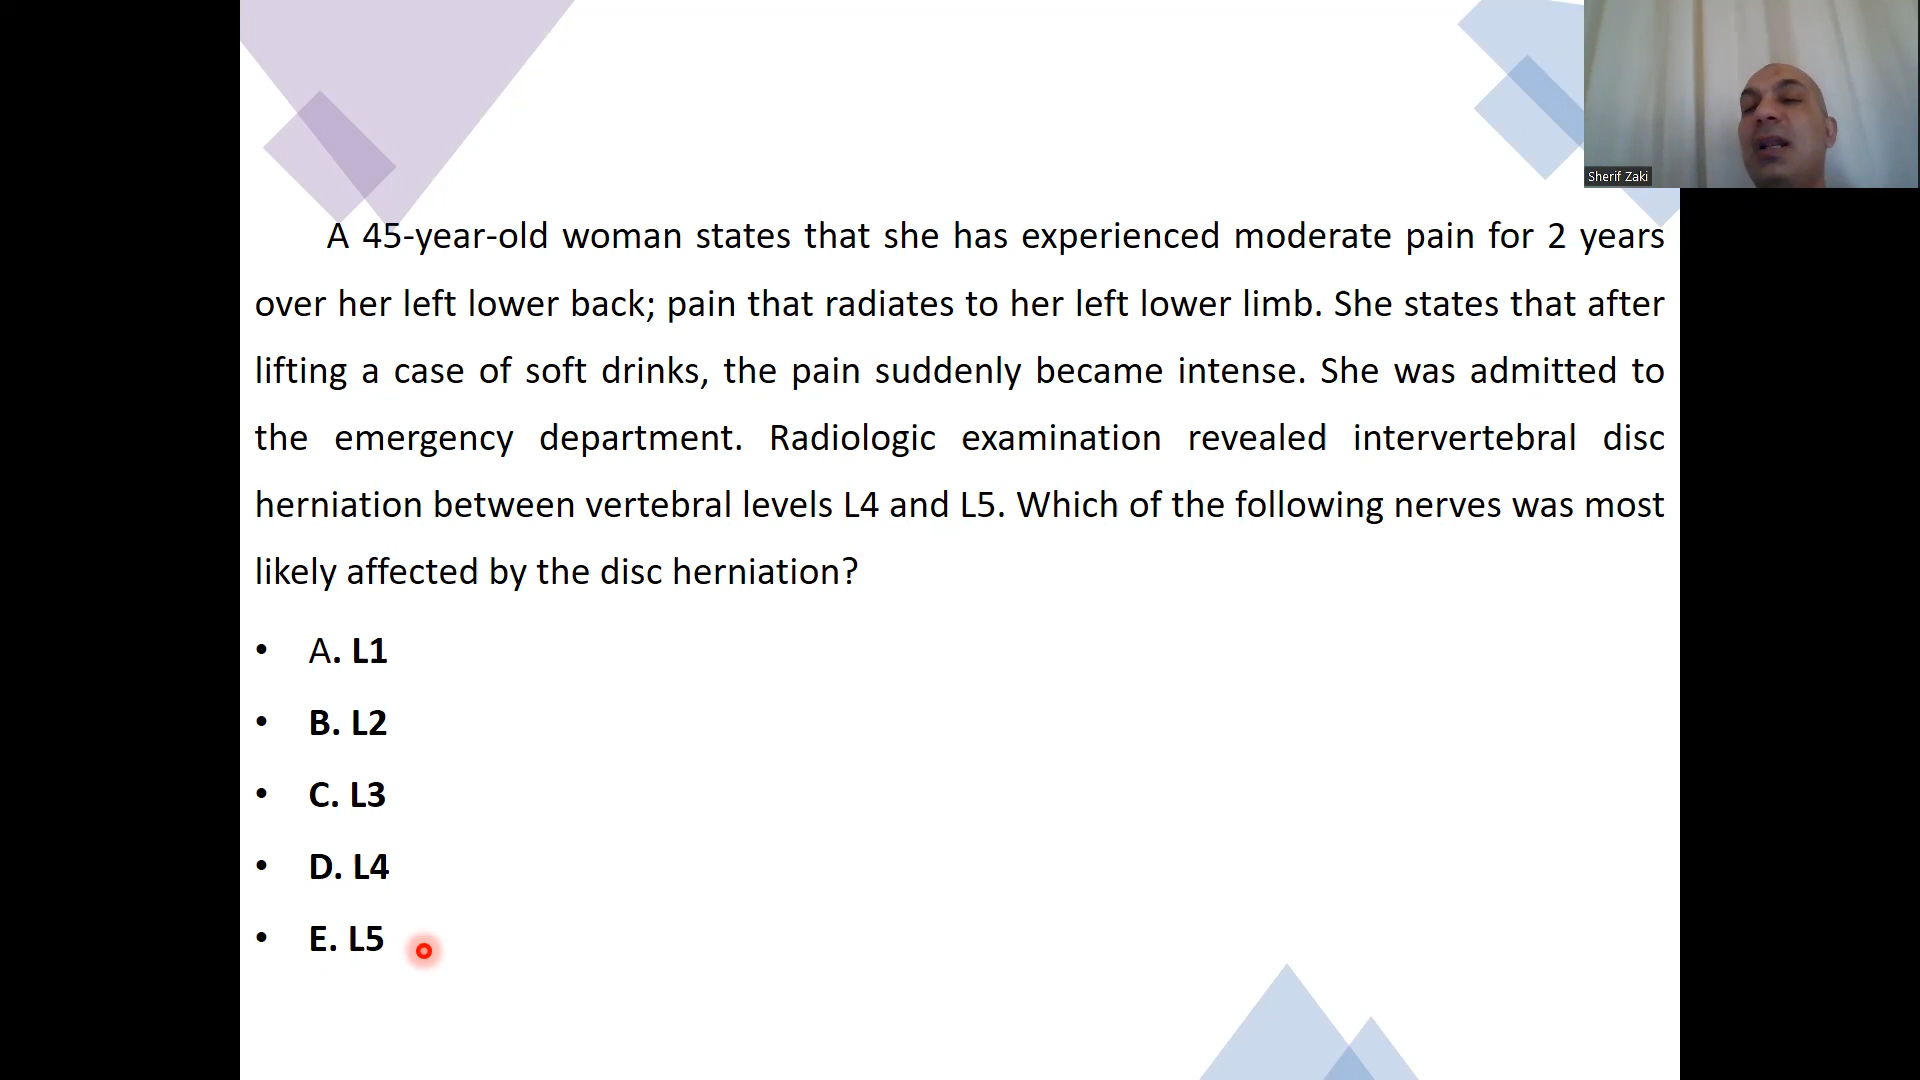 Sherif Zaki
A 45-year-old woman states that she has experienced moderate pain for 2 years
over her left lower back; pain that radiates to her left lower limb. She states that after
lifting a case of soft drinks, the pain suddenly became intense. She was admitted to
the emergency department. Radiologic examination revealed intervertebral disc
herniation between vertebral levels L4 and L5. Which of the following nerves was most
likely affected by the disc herniation?
• A. L1
• B. L2
• C. L3
• D. L4
• E. L5